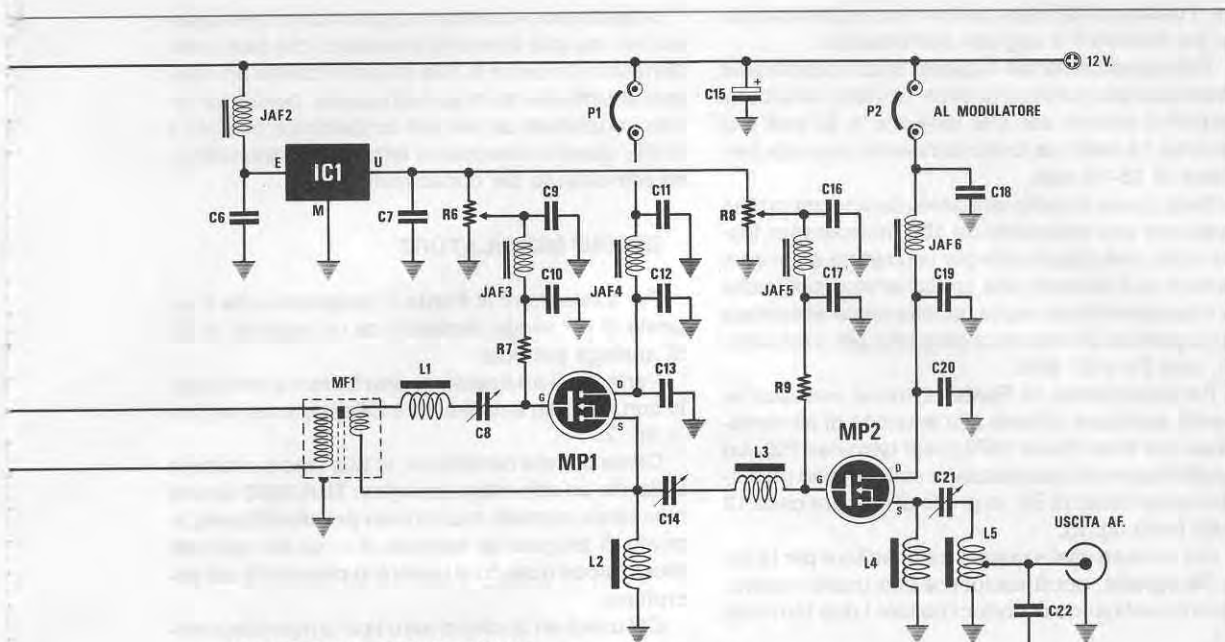 12 V.
JAF2
P1
C15
+
P2
AL MODULATORE
E
IC1
U
M
C6
C7
R6
C9
C11
R8
C16
C18
JAF3
C10
JAF4
C12
JAF5
C17
JAF6
C19
R7
C13
R9
C20
MF1
L1
C8
G
D
S
MP1
C14
L3
MP2
G
D
S
C21
L2
L4
L5
USCITA AF.
C22